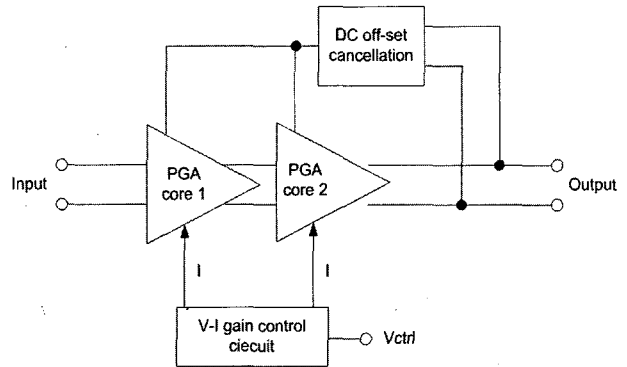 DC off-set
cancellation
PGA
core 1
PGA
core 2
Input
Output
I
I
V-I gain control
ciecuit
Vctrl